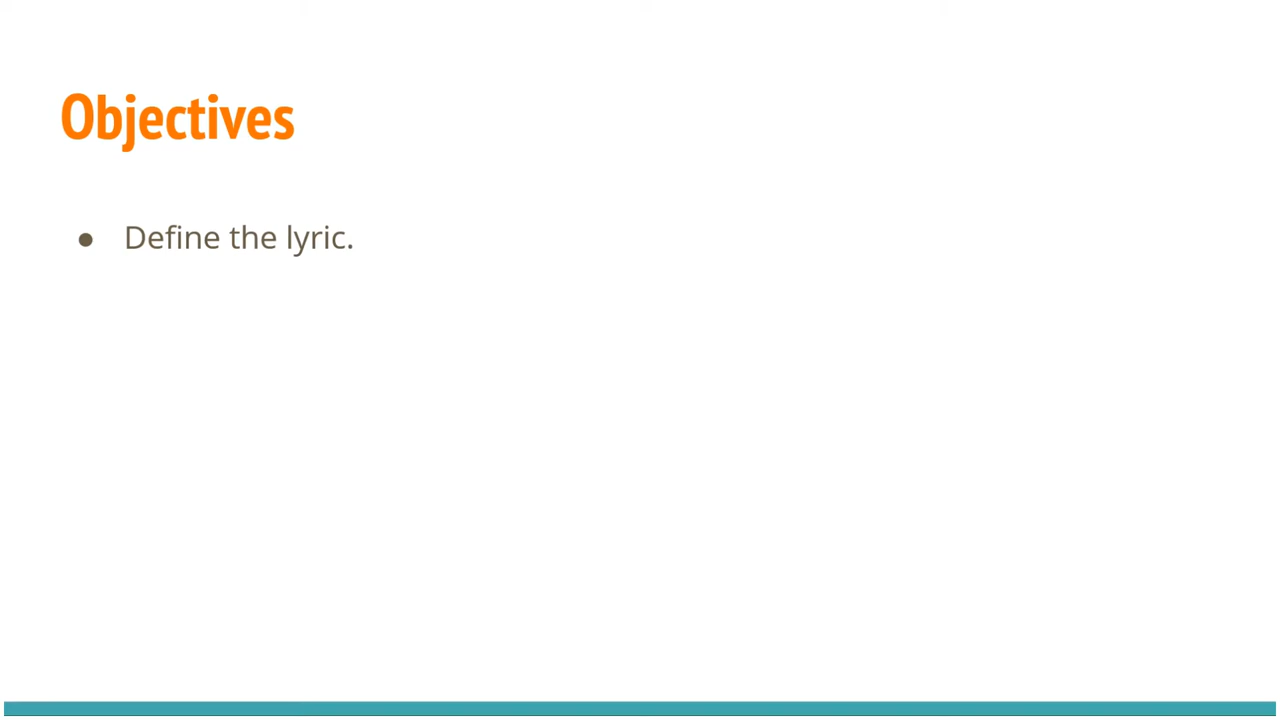 Objectives
● Define the lyric.